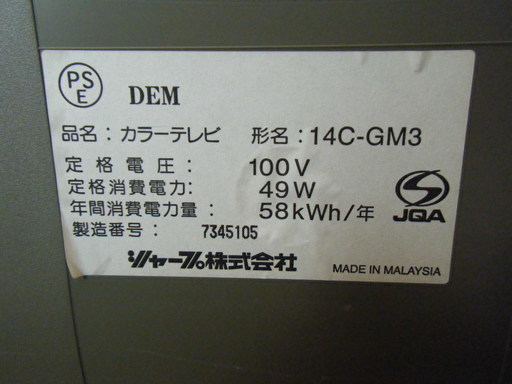 PS
E
DEM
品名：カラーテレビ　形名：14C-GM3
定格電圧：100V
定格消費電力：49W
年間消費電力量：58kWh/年
製造番号：7345105
JQA
シャープ株式会社
MADE IN MALAYSIA